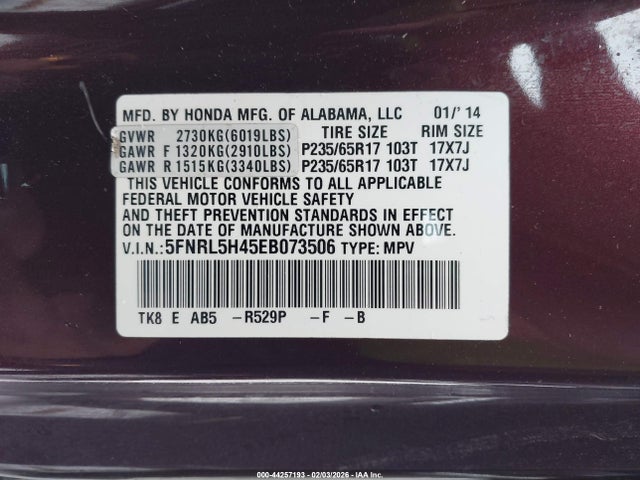 MFD. BY HONDA MFG. OF ALABAMA, LLC 01/'14
GVWR 2730KG(6019LBS) TIRE SIZE RIM SIZE
GAWR F 1320KG(2910LBS) P235/65R17 103T 17X7J
GAWR R 1515KG(3340LBS) P235/65R17 103T 17X7J
THIS VEHICLE CONFORMS TO ALL APPLICABLE
FEDERAL MOTOR VEHICLE SAFETY
AND THEFT PREVENTION STANDARDS IN EFFECT
ON THE DATE OF MANUFACTURE SHOWN ABOVE.
V.I.N.:5FNRL5H45EB073506 TYPE: MPV
TK8 E AB5 -R529P -F -B
000-44257193 - 02/03/2026 - IAA Inc.